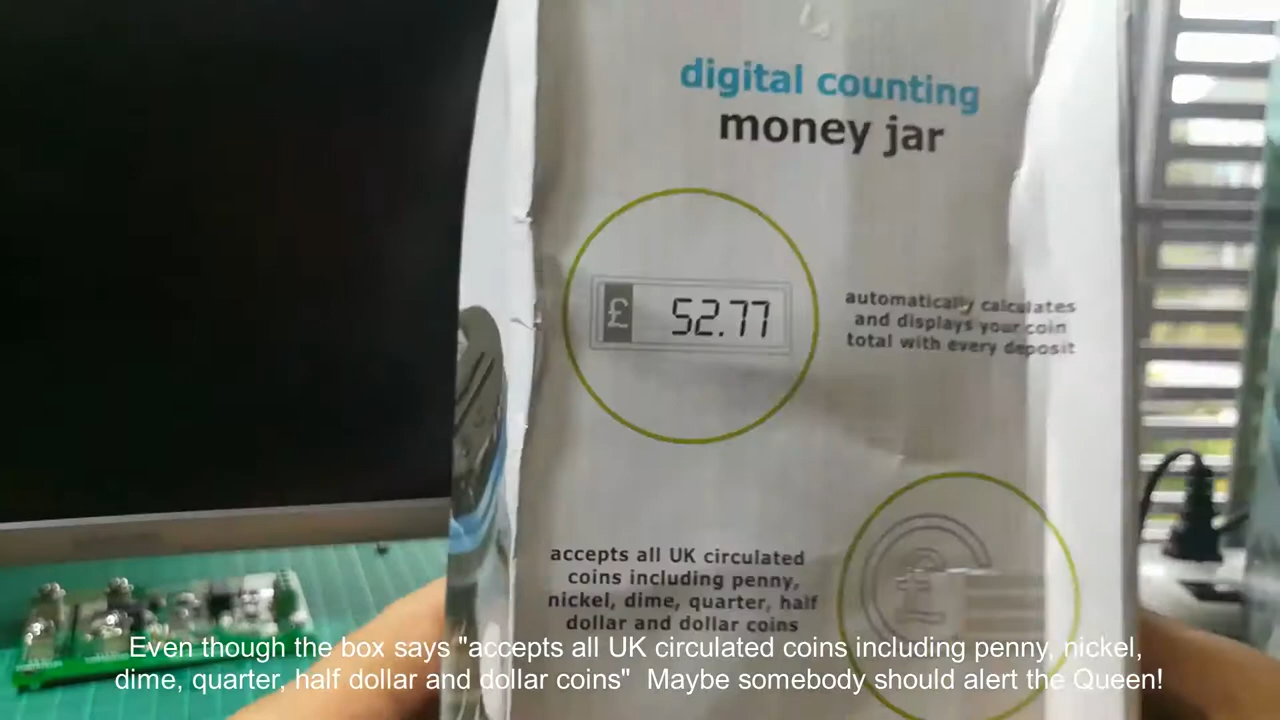 digital counting
money jar
£ 52.77
automatically calculates
and displays your coin
total with every deposit
accepts all UK circulated
coins including penny,
nickel, dime, quarter, half
dollar and dollar coins
£
Even though the box says "accepts all UK circulated coins including penny, nickel,
dime, quarter, half dollar and dollar coins"  Maybe somebody should alert the Queen!